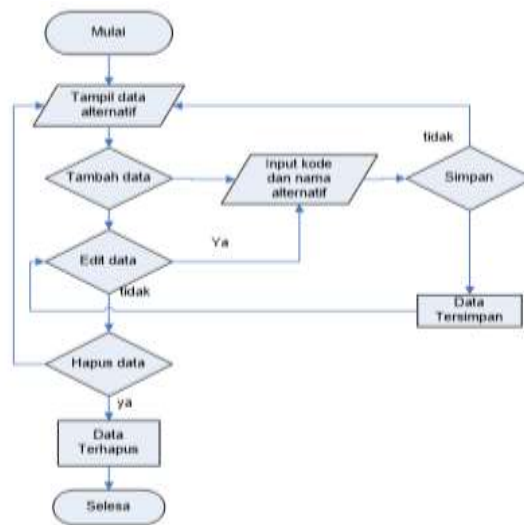 Mulai
Tampil data
alternatif
tidak
Tambah data
Input kode
dan nama
alternatif
Simpan
Ya
Edit data
tidak
Data
Tersimpan
Hapus data
ya
Data
Terhapus
Selesa